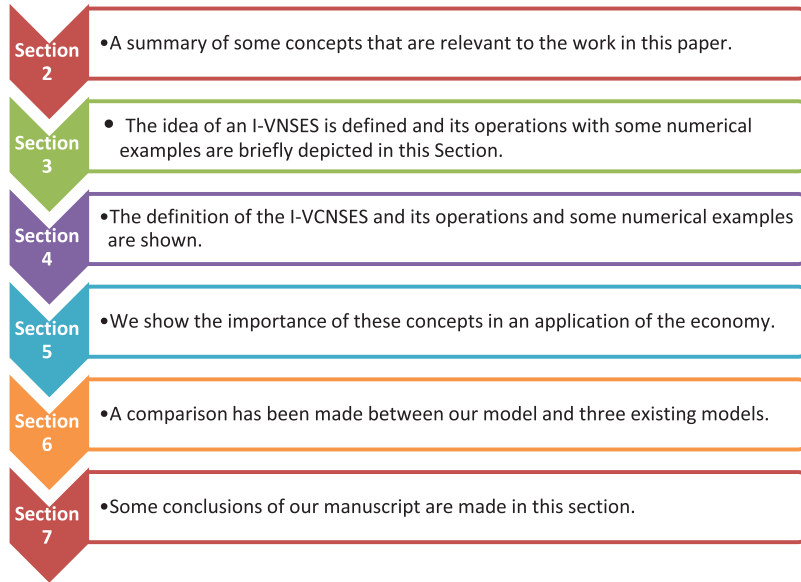 Section
2
•A summary of some concepts that are relevant to the work in this paper.
Section
3
• The idea of an I-VNSES is defined and its operations with some numerical
examples are briefly depicted in this Section.
Section
4
•The definition of the I-VCNSES and its operations and some numerical examples
are shown.
Section
5
•We show the importance of these concepts in an application of the economy.
Section
6
•A comparison has been made between our model and three existing models.
Section
7
•Some conclusions of our manuscript are made in this section.